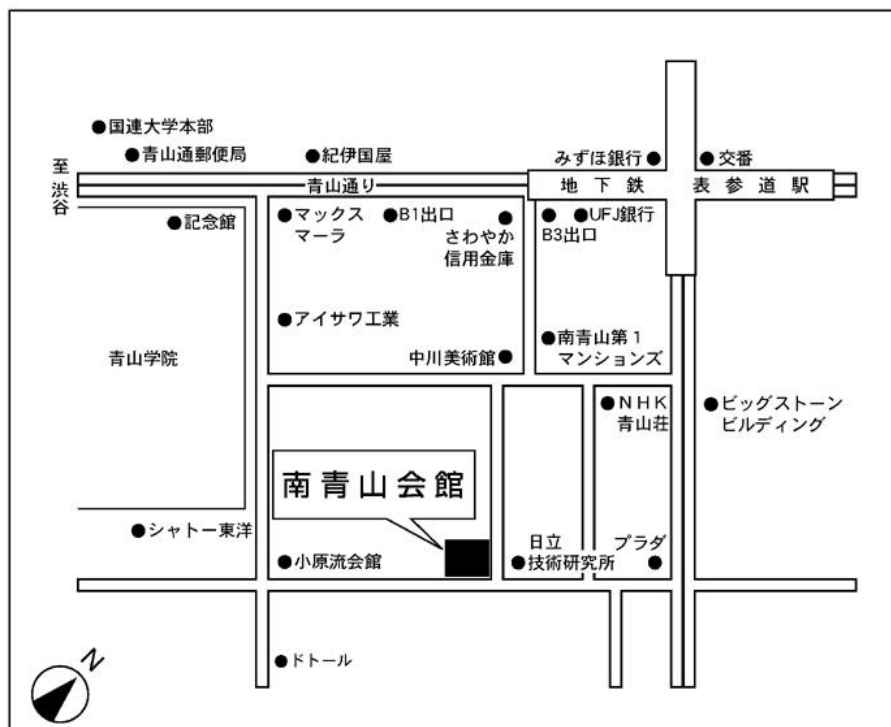 国連大学本部
青山通郵便局
紀伊国屋
みずほ銀行
交番
至渋谷
青山通り
地下鉄 表参道駅
記念館
マックス
マーラ
B1出口
さわやか
信用金庫
B3出口
UFJ銀行
アイサワ工業
青山学院
中川美術館
南青山第1
マンションズ
NHK
青山荘
ビッグストーン
ビルディング
南青山会館
シャトー東洋
小原流会館
日立
技術研究所
プラダ
ドトール
N